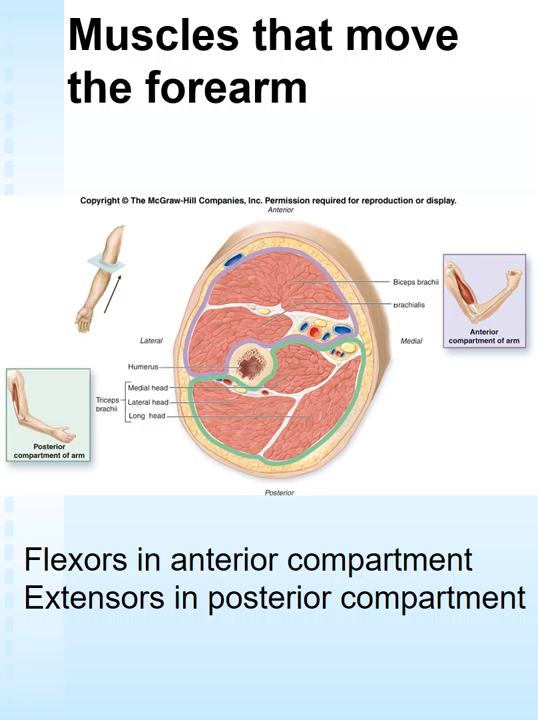 Muscles that move
the forearm
Copyright © The McGraw-Hill Companies, Inc. Permission required for reproduction or display.
Anterior
Biceps brachii
Brachialis
Anterior
compartment of arm
Lateral
Medial
Humerus
Medial head
Triceps
brachii
Lateral head
Long head
Posterior
compartment of arm
Posterior
Flexors in anterior compartment
Extensors in posterior compartment